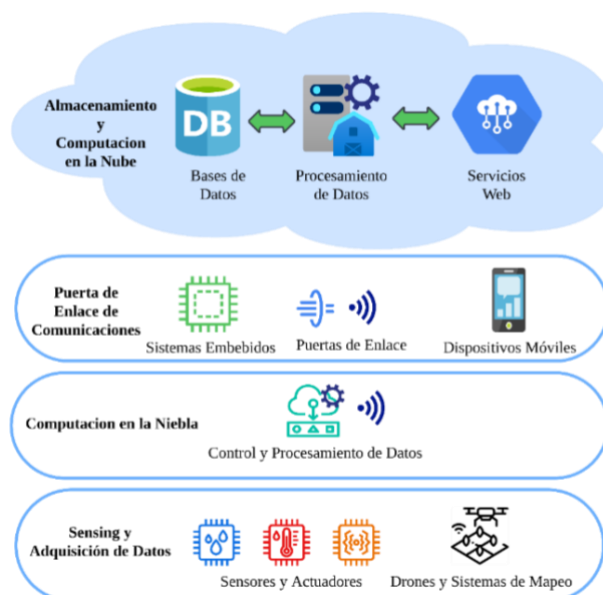 Almacenamiento
y
Computacion
en la Nube
DB
Bases de
Datos
Procesamiento
de Datos
Servicios
Web
Puerta de
Enlace de
Comunicaciones
Sistemas Embebidos
Puertas de Enlace
Dispositivos Móviles
Computacion en la Niebla
Control y Procesamiento de Datos
Sensing y
Adquisición de Datos
Sensores y Actuadores
Drones y Sistemas de Mapeo